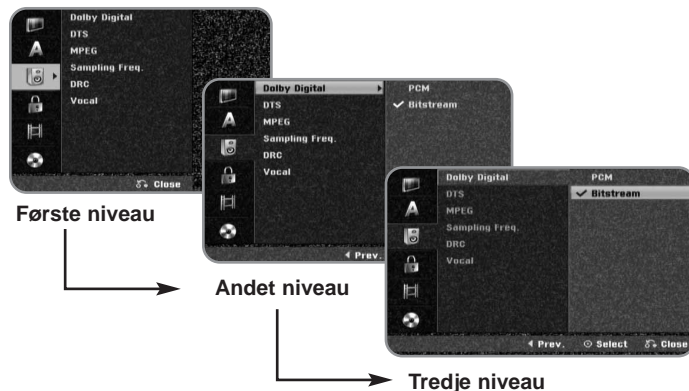 Dolby Digital
DTS
MPEG
Sampling Freq.
DRC
Vocal
Close
Første niveau
Dolby Digital
DTS
MPEG
Sampling Freq.
DRC
Vocal
PCM
Bitstream
Prev.
Andet niveau
Dolby Digital
DTS
MPEG
Sampling Freq.
DRC
Vocal
PCM
Bitstream
Prev. Select Close
Tredje niveau